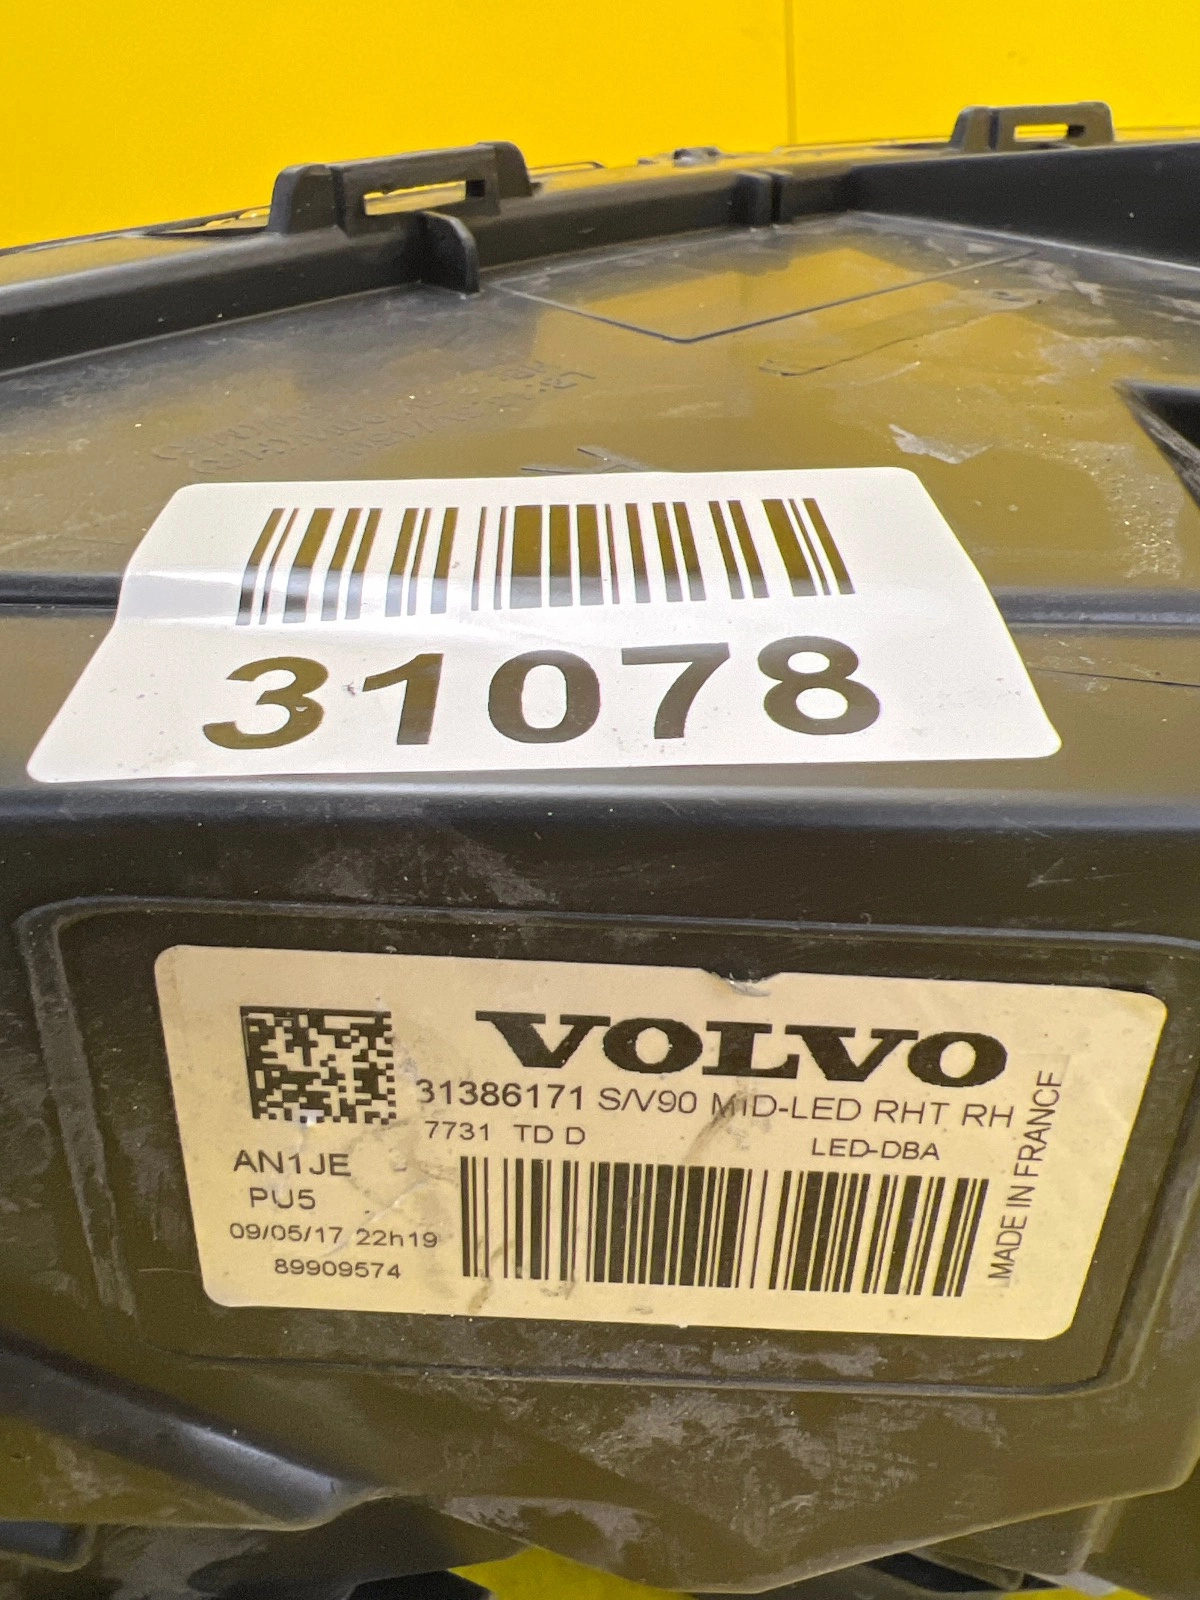 31078
VOLVO
31386171 S/V90 MID-LED RHT RH
7731 TD D
LED-DBA
AN1JE
PU5
09/05/17 22h19
89909574
MADE IN FRANCE